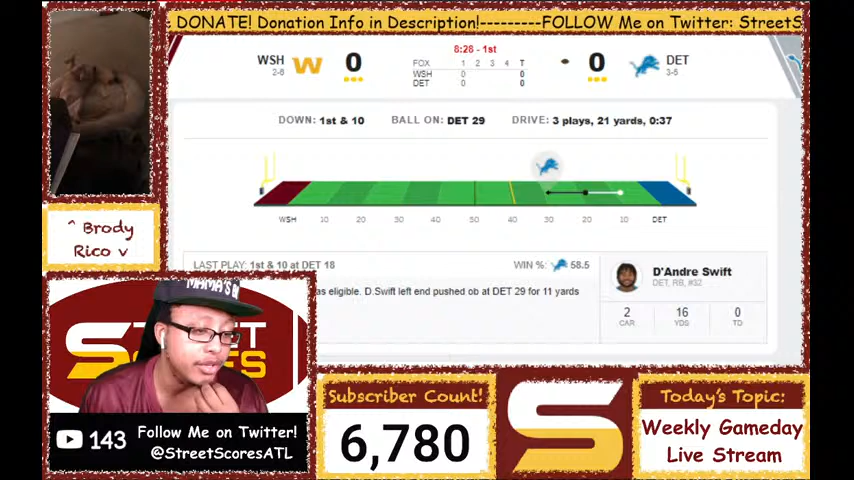 DONATE! Donation Info in Description!---------FOLLOW Me on Twitter: StreetS
WSH
2-6
W
0
8:28 - 1st
FOX 1 2 3 4 T
WSH 0 0
DET 0 0
0
DET
3-5
DOWN: 1st & 10 BALL ON: DET 29 DRIVE: 3 plays, 21 yards, 0:37
WSH 10 20 30 40 50 40 30 20 10 DET
^ Brody
Rico v
LAST PLAY: 1st & 10 at DET 18 WIN %: 58.5
as eligible. D.Swift left end pushed ob at DET 29 for 11 yards
D'Andre Swift
DET, RB, #32
2 16 0
CAR YDS TD
MAMA'S
S
143
Follow Me on Twitter!
@StreetScoresATL
Subscriber Count!
6,780
S
Today's Topic:
Weekly Gameday
Live Stream